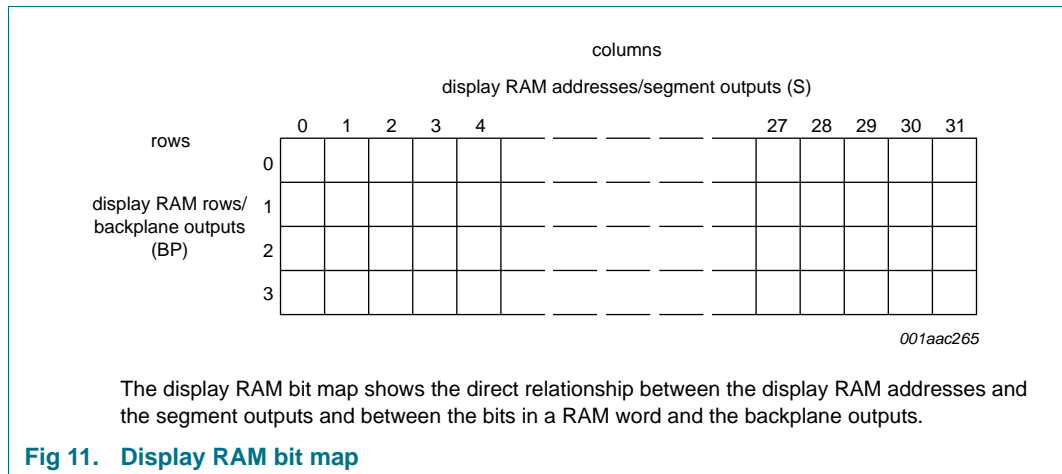 columns
display RAM addresses/segment outputs (S)
0 1 2 3 4 27 28 29 30 31
rows
0
display RAM rows/ 1
backplane outputs
(BP) 2
3
001aac265
The display RAM bit map shows the direct relationship between the display RAM addresses and
the segment outputs and between the bits in a RAM word and the backplane outputs.
Fig 11. Display RAM bit map